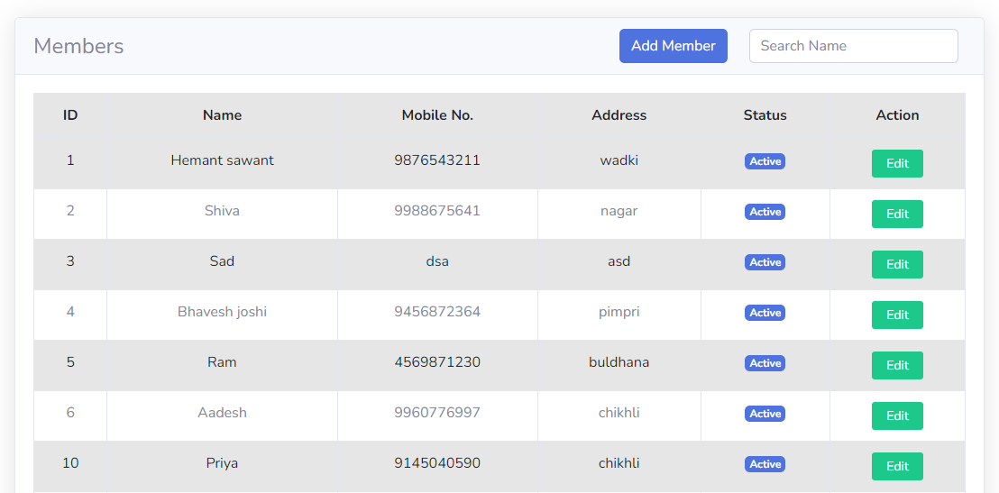 Members Add Member Search Name
ID Name Mobile No. Address Status Action
1 Hemant sawant 9876543211 wadki Active Edit
2 Shiva 9988675641 nagar Active Edit
3 Sad dsa asd Active Edit
4 Bhavesh joshi 9456872364 pimpri Active Edit
5 Ram 4569871230 buldhana Active Edit
6 Aadesh 9960776997 chikhli Active Edit
10 Priya 9145040590 chikhli Active Edit